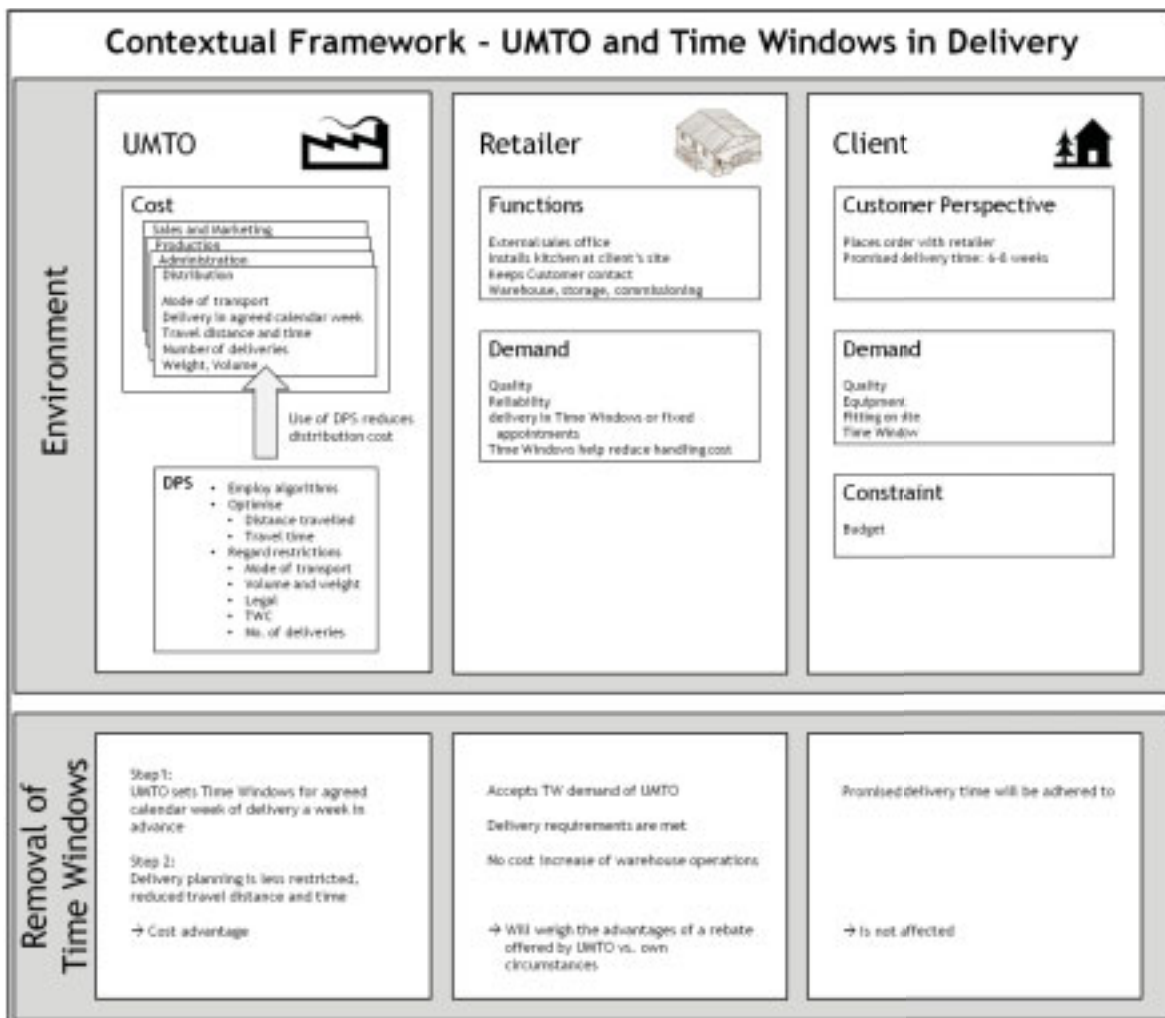 Contextual Framework - UMTO and Time Windows in Delivery
Environment
UMTO
Cost
Sales and Marketing
Production
Administration
Distribution
Mode of transport
Delivery in agreed calendar week
Travel distance and time
Number of deliveries
Weight, Volume
Use of DPS reduces
distribution cost
DPS
• Employ algorithms
• Optimise
• Distance travelled
• Travel time
• Regard restrictions
• Mode of transport
• Volume and weight
• Legal
• TWC
• No. of deliveries
Retailer
Functions
External sales office
Installs kitchen at client's site
Keeps Customer contact
Warehouse, storage, commissioning
Demand
Quality
Reliability
delivery in Time Windows or fixed
appointments
Time Windows help reduce handling cost
Client
Customer Perspective
Places order with retailer
Promised delivery time: 6-8 weeks
Demand
Quality
Equipment
Fitting on site
Time Window
Constraint
Budget
Removal of
Time Windows
Step 1:
UMTO sets Time Windows for agreed
calendar week of delivery a week in
advance
Step 2:
Delivery planning is less restricted,
reduced travel distance and time
→ Cost advantage
Accepts TW demand of UMTO
Delivery requirements are met
No cost increase of warehouse operations
→ Will weigh the advantages of a rebate
offered by UMTO vs. own
circumstances
Promised delivery time will be adhered to
→ Is not affected